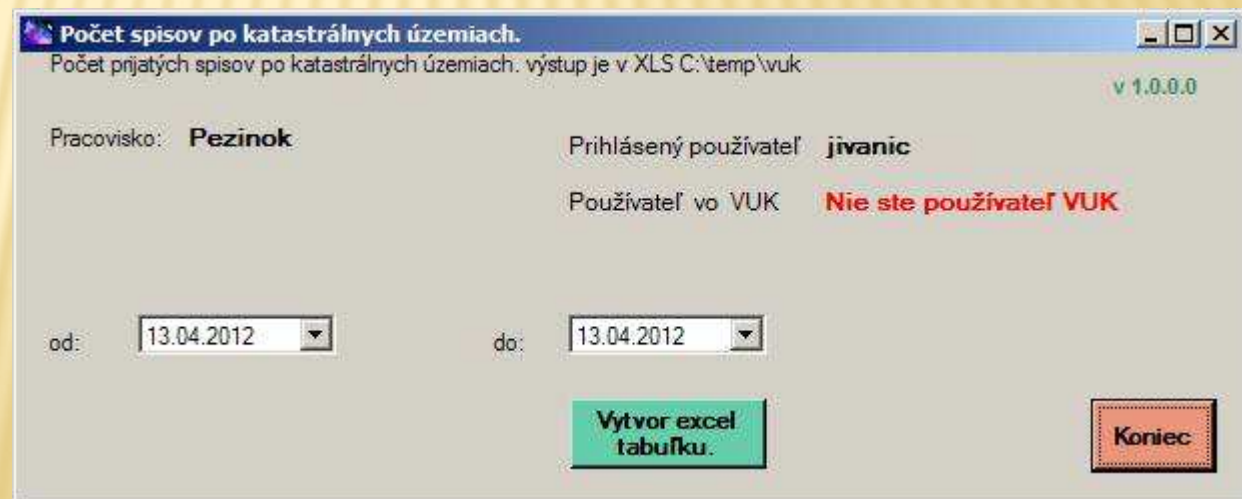 Počet spisov po katastrálnych územiach.
Počet prijatých spisov po katastrálnych územiach. výstup je v XLS C:\temp\vuk
v 1.0.0.0
Pracovisko: Pezinok
Prihlásený používateľ jivanic
Používateľ vo VUK Nie ste používateľ VUK
od: 13.04.2012 do: 13.04.2012
Vytvor excel
tabuľku.
Koniec